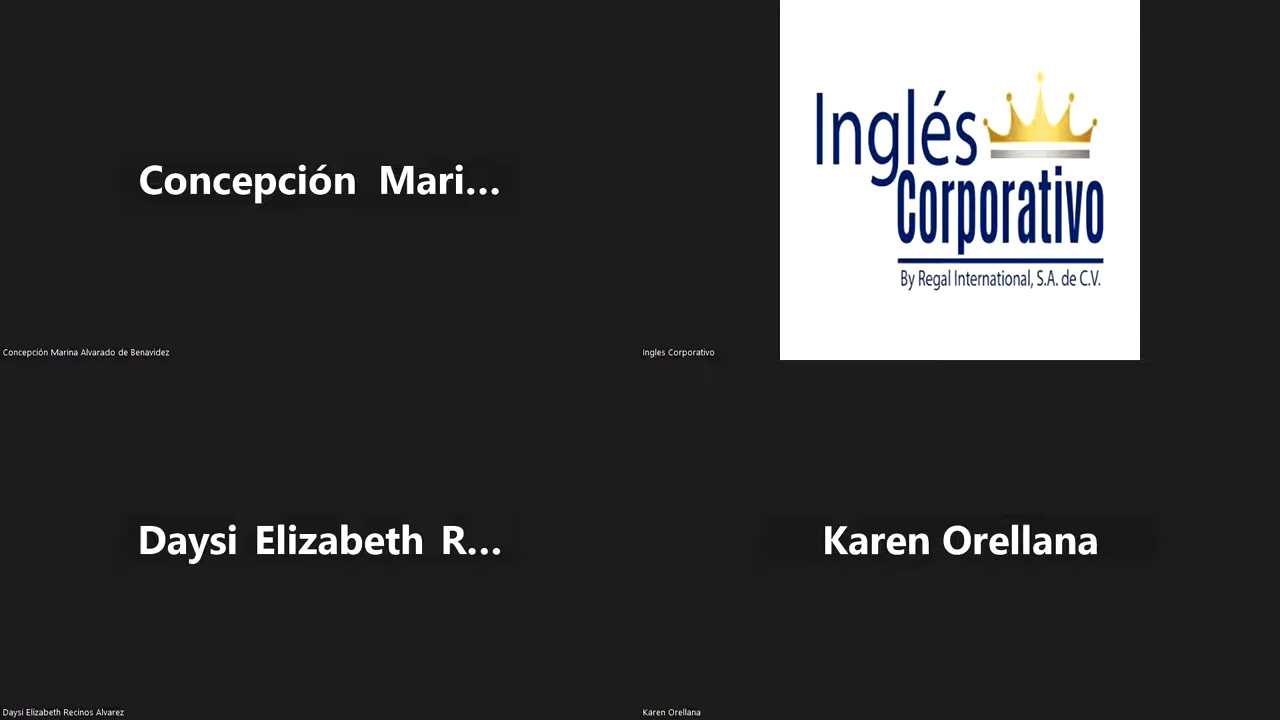 Concepción Mari...
Concepción Marina Alvarado de Benavidez
Inglés
Corporativo
By Regal International, S.A. de C.V.
Ingles Corporativo
Daysi Elizabeth R...
Daysi Elizabeth Recinos Alvarez
Karen Orellana
Karen Orellana